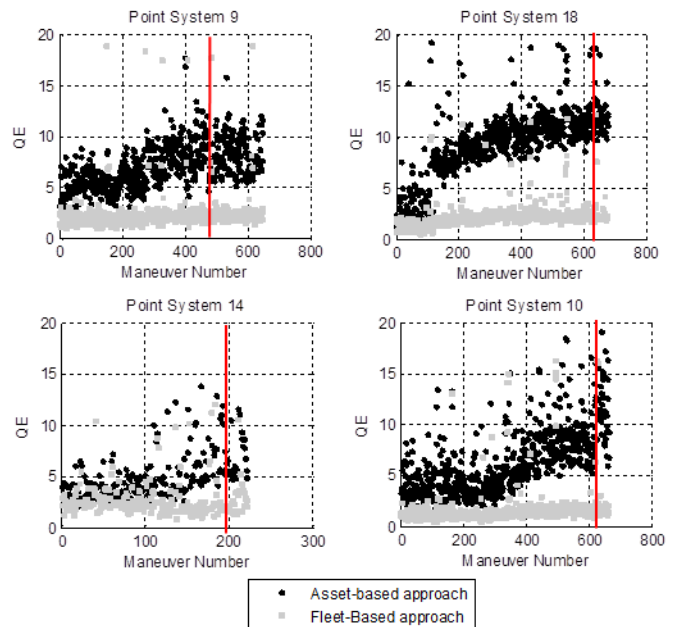 Point System 9
20
15
10
5
0
QE
0 200 400 600 800
Maneuver Number
Point System 18
20
15
10
5
0
QE
0 200 400 600 800
Maneuver Number
Point System 14
20
15
10
5
0
QE
0 100 200 300
Maneuver Number
Point System 10
20
15
10
5
0
QE
0 200 400 600 800
Maneuver Number
Asset-based approach
Fleet-Based approach